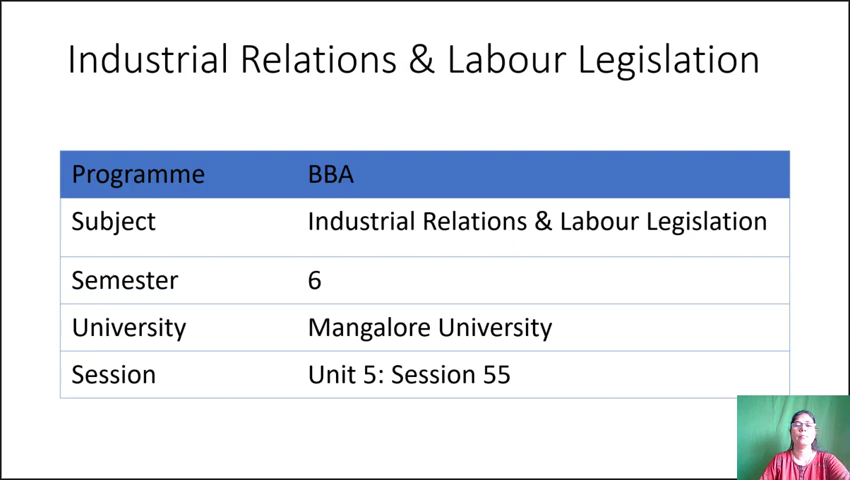 Industrial Relations & Labour Legislation
Programme BBA
Subject Industrial Relations & Labour Legislation
Semester 6
University Mangalore University
Session Unit 5: Session 55